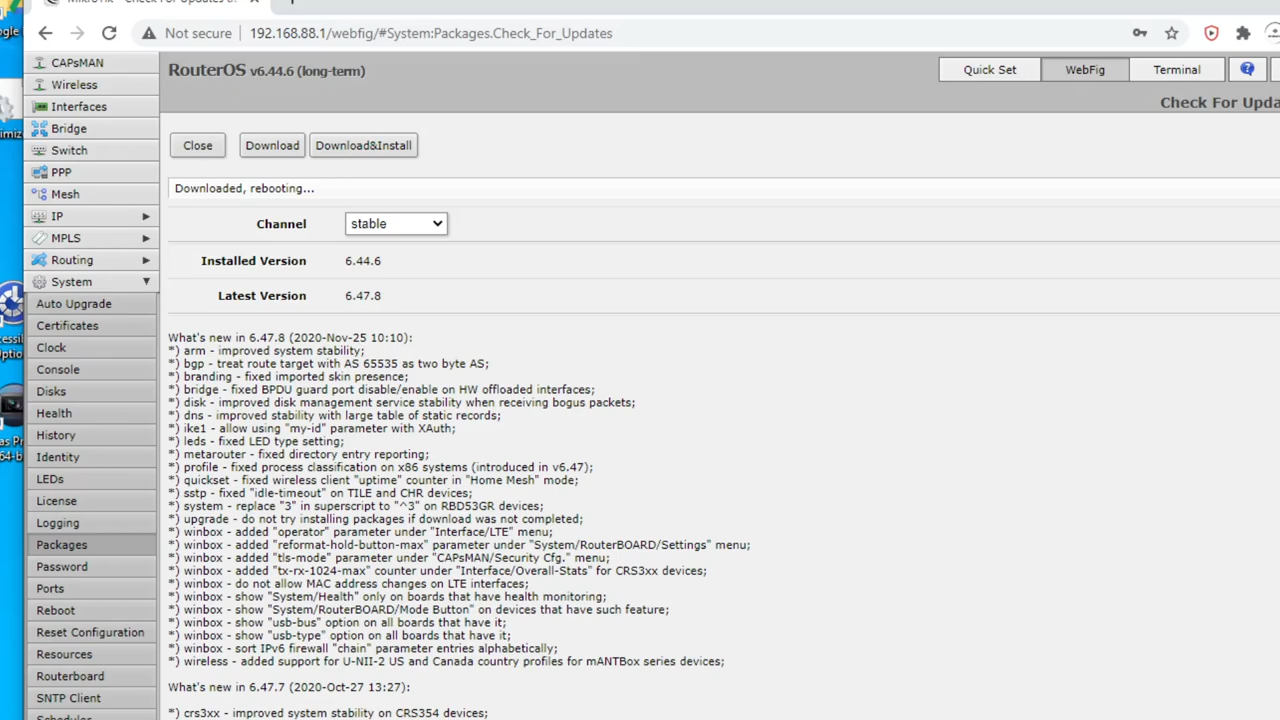 MikroTik - Check For Updates
Not secure
192.168.88.1/webfig/#System:Packages.Check_For_Updates
CAPsMAN
Wireless
Interfaces
Bridge
Switch
PPP
Mesh
IP
MPLS
Routing
System
Auto Upgrade
Certificates
Clock
Console
Disks
Health
History
Identity
LEDs
License
Logging
Packages
Password
Ports
Reboot
Reset Configuration
Resources
Routerboard
SNTP Client
RouterOS v6.44.6 (long-term)
Quick Set
WebFig
Terminal
Check For Upda
Close
Download
Download&Install
Downloaded, rebooting...
Channel stable
Installed Version 6.44.6
Latest Version 6.47.8
What's new in 6.47.8 (2020-Nov-25 10:10):
*) arm - improved system stability;
*) bgp - treat route target with AS 65535 as two byte AS;
*) branding - fixed imported skin presence;
*) bridge - fixed BPDU guard port disable/enable on HW offloaded interfaces;
*) disk - improved disk management service stability when receiving bogus packets;
*) dns - improved stability with large table of static records;
*) ike1 - allow using "my-id" parameter with XAuth;
*) leds - fixed LED type setting;
*) metarouter - fixed directory entry reporting;
*) profile - fixed process classification on x86 systems (introduced in v6.47);
*) quickset - fixed wireless client "uptime" counter in "Home Mesh" mode;
*) sstp - fixed "idle-timeout" on TILE and CHR devices;
*) system - replace "3" in superscript to "^3" on RBD53GR devices;
*) upgrade - do not try installing packages if download was not completed;
*) winbox - added "operator" parameter under "Interface/LTE" menu;
*) winbox - added "reformat-hold-button-max" parameter under "System/RouterBOARD/Settings" menu;
*) winbox - added "tls-mode" parameter under "CAPsMAN/Security Cfg." menu;
*) winbox - added "tx-rx-1024-max" counter under "Interface/Overall-Stats" for CRS3xx devices;
*) winbox - do not allow MAC address changes on LTE interfaces;
*) winbox - show "System/Health" only on boards that have health monitoring;
*) winbox - show "System/RouterBOARD/Mode Button" on devices that have such feature;
*) winbox - show "usb-bus" option on all boards that have it;
*) winbox - show "usb-type" option on all boards that have it;
*) winbox - sort IPv6 firewall "chain" parameter entries alphabetically;
*) wireless - added support for U-NII-2 US and Canada country profiles for mANTBox series devices;
What's new in 6.47.7 (2020-Oct-27 13:27):
*) crs3xx - improved system stability on CRS354 devices;